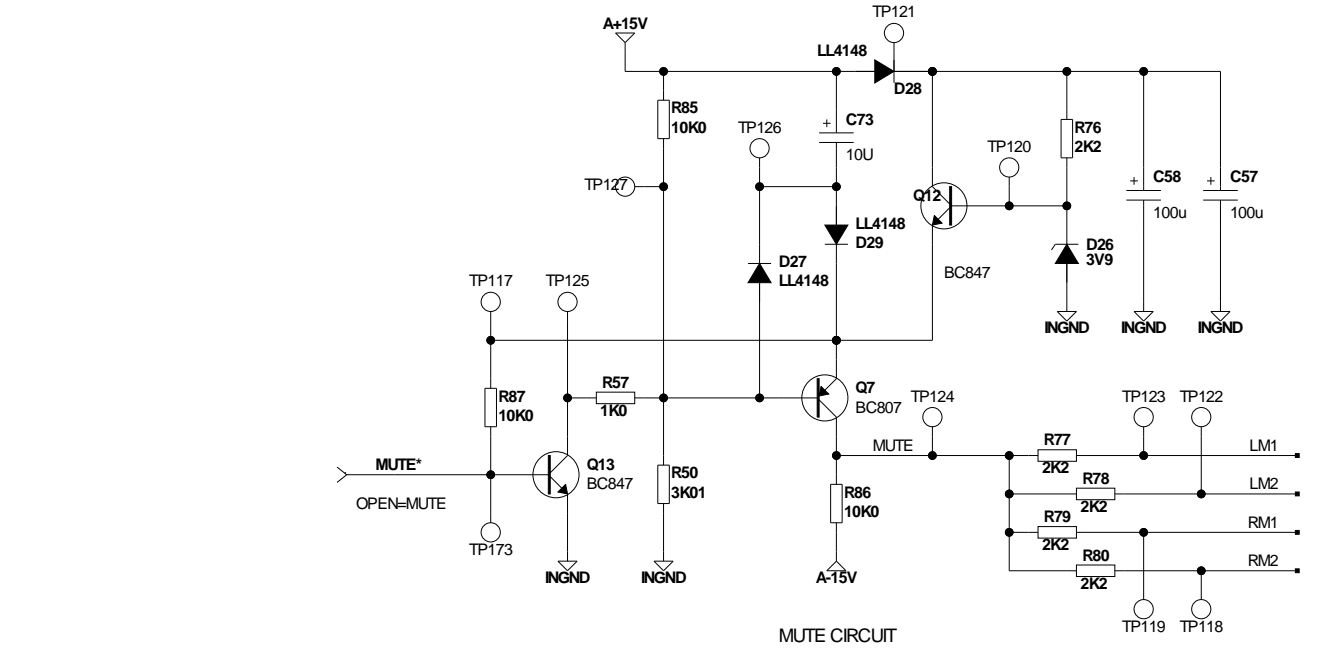 TP121
A+15V
LL4148
D28
R85
10K0
C73
10U
TP126
TP127
R76
2K2
TP120
Q12
BC847
C58
100u
C57
100u
LL4148
D29
D27
LL4148
D26
3V9
INGND
INGND
INGND
TP117
TP125
R87
10K0
R57
1K0
Q7
BC807
TP124
TP123
TP122
MUTE
R77
2K2
LM1
R78
2K2
LM2
R79
2K2
RM1
R80
2K2
RM2
MUTE*
OPEN=MUTE
Q13
BC847
R50
3K01
R86
10K0
TP173
INGND
INGND
A-15V
TP119
TP118
MUTE CIRCUIT